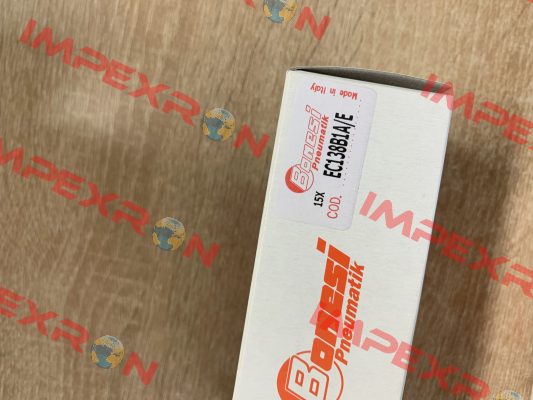 Made in Italy
Bonesi
Pneumatik
15X
EC138B1A/E
COD.
Bonesi
Pneumatik
IMPEXRON
IMPEXRON
IMPEXRON
IMPEXRON
IMPEXRON
IMPEXRON